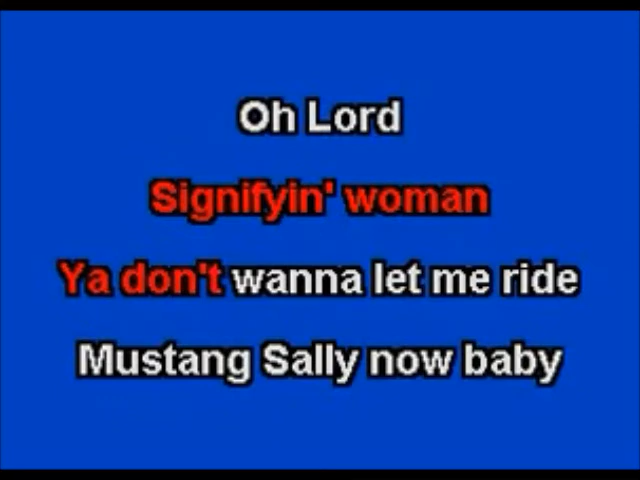 Oh Lord
Signifyin' woman
Ya don't wanna let me ride
Mustang Sally now baby